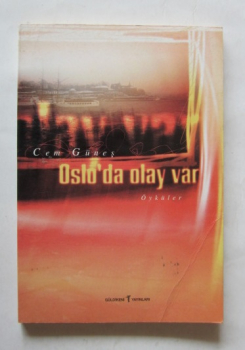 Cem Güneş
Oslo'da olay var
Öyküler